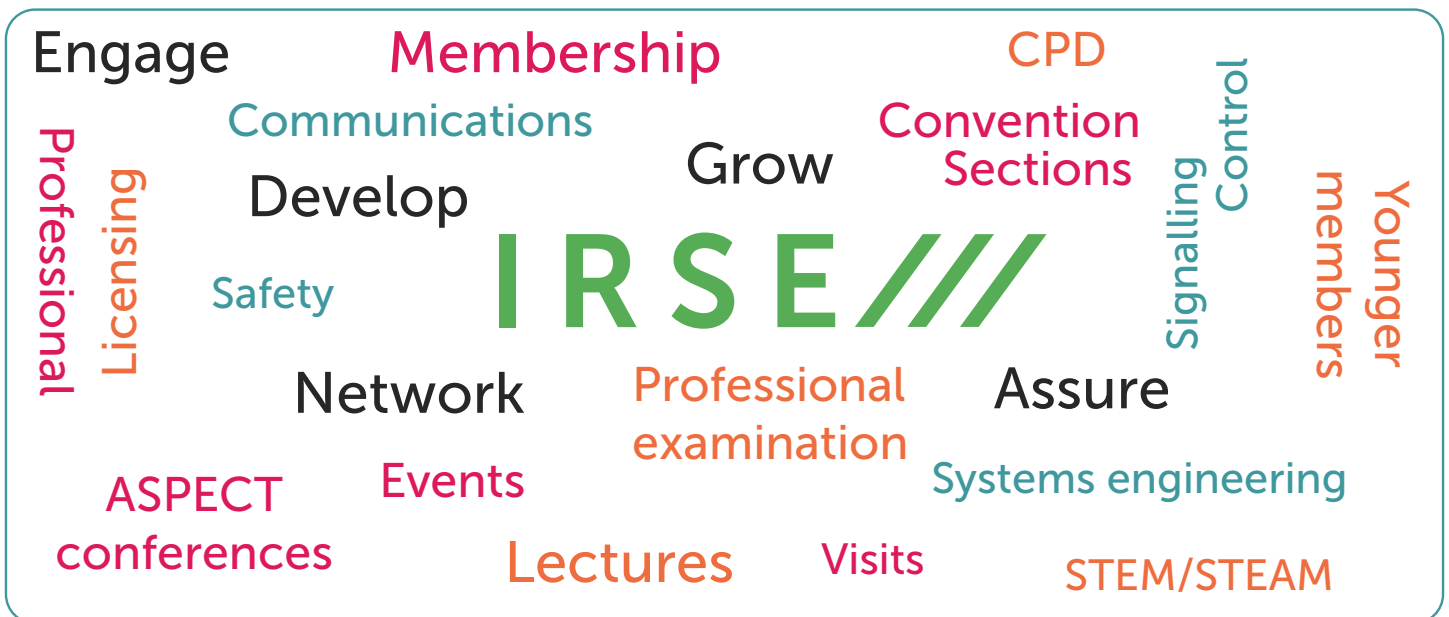 Engage
Membership
CPD
Communications
Convention
Sections
Control
Professional
Licensing
Develop
Grow
Signalling
Younger
members
Safety
IRSE
Network
Professional
examination
Assure
ASPECT
conferences
Events
Systems engineering
Lectures
Visits
STEM/STEAM